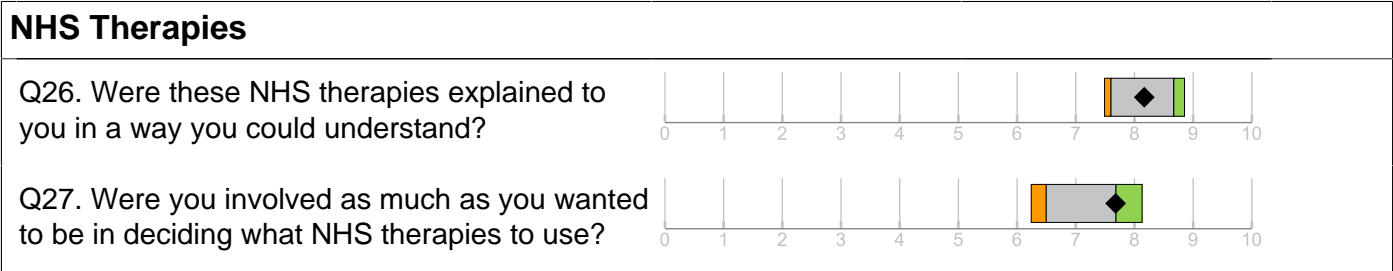 NHS Therapies
Q26. Were these NHS therapies explained to
you in a way you could understand?
0 1 2 3 4 5 6 7 8 9 10
Q27. Were you involved as much as you wanted
to be in deciding what NHS therapies to use?
0 1 2 3 4 5 6 7 8 9 10